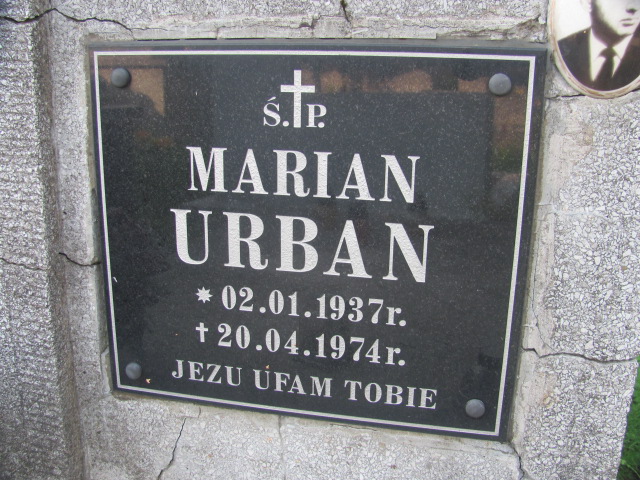 Ś.✝P.
MARIAN
URBAN
* 02.01.1937r.
✝ 20.04.1974r.
JEZU UFAM TOBIE